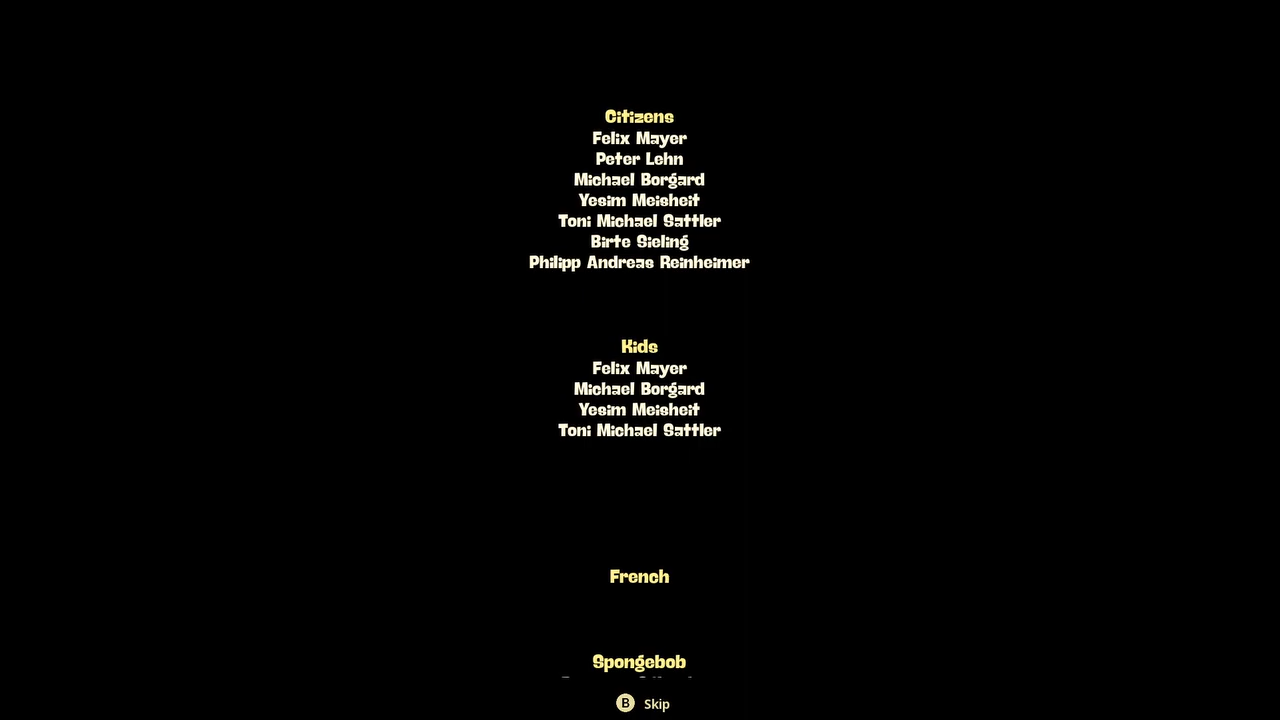 Citizens
Felix Mayer
Peter Lehn
Michael Borgard
Yesim Meisheit
Toni Michael Sattler
Birte Sieling
Philipp Andreas Reinheimer
Kids
Felix Mayer
Michael Borgard
Yesim Meisheit
Toni Michael Sattler
French
Spongebob
B Skip